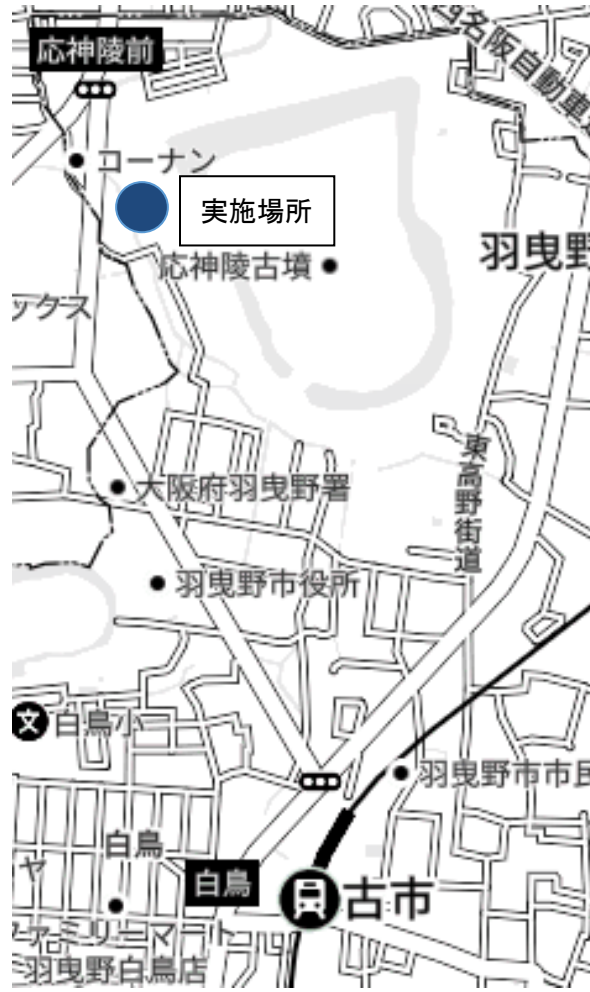 応神陵前
西名阪自動車道
コーナン
実施場所
羽曳野
応神陵古墳
ックス
東高野街道
大阪府羽曳野署
羽曳野市役所
文
白鳥小
羽曳野市市民
白鳥
ヤ
白鳥
古市
ファミリーマート
羽曳野白鳥店